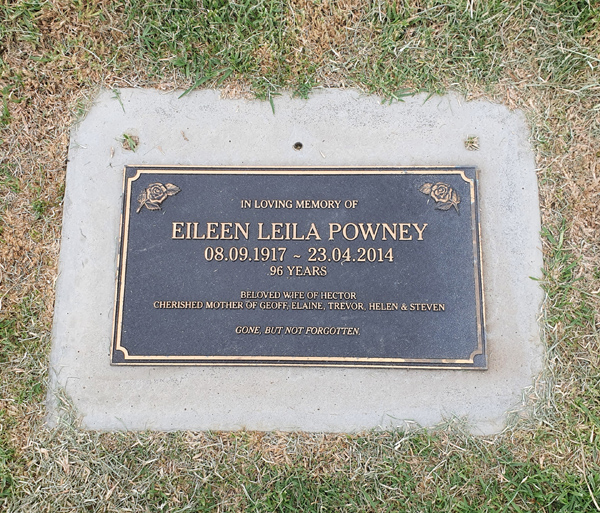 IN LOVING MEMORY OF
EILEEN LEILA POWNEY
08.09.1917 ~ 23.04.2014
96 YEARS
BELOVED WIFE OF HECTOR
CHERISHED MOTHER OF GEOFF, ELAINE, TREVOR, HELEN & STEVEN
GONE, BUT NOT FORGOTTEN.